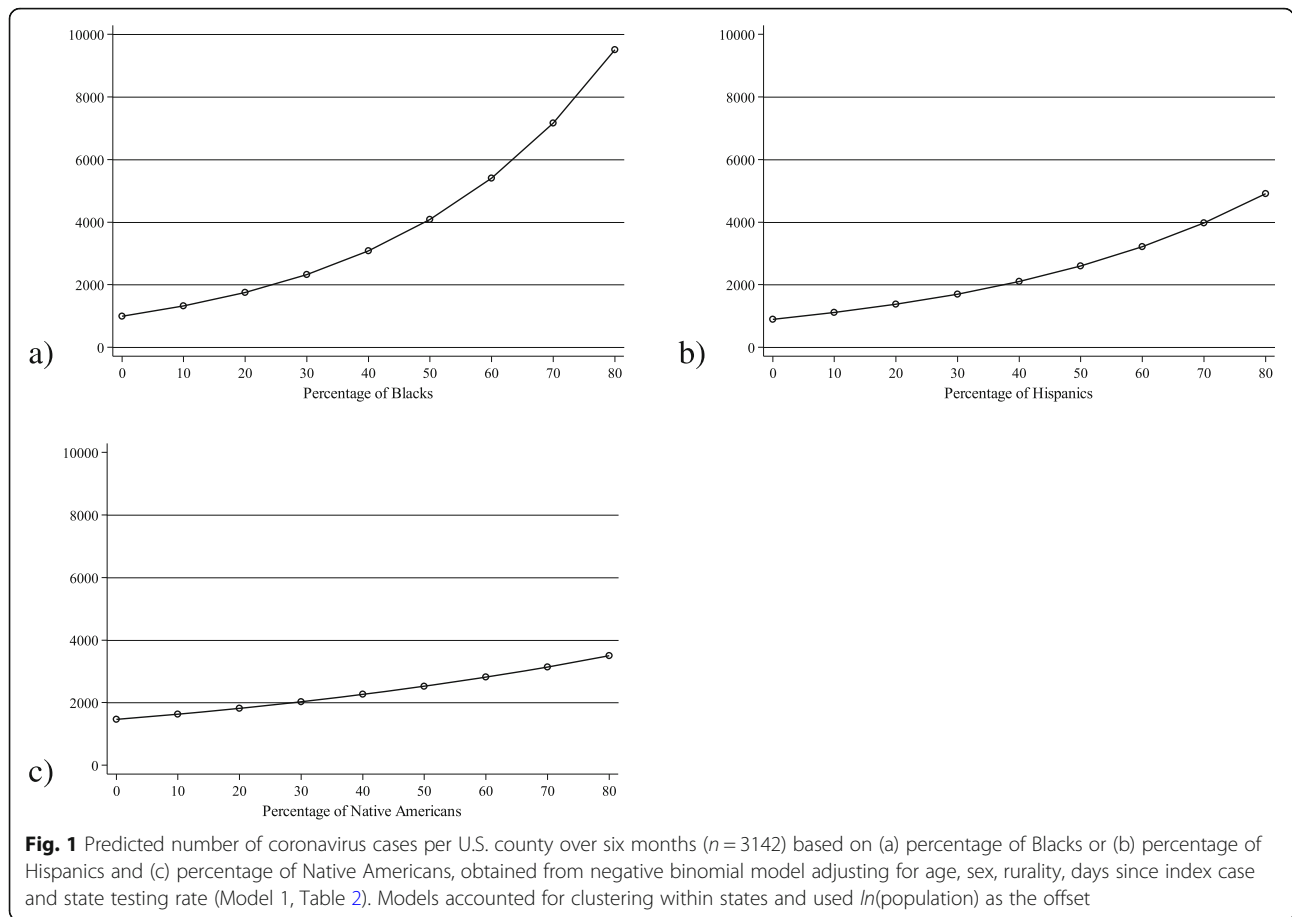 10000
8000
6000
4000
2000
0
a)
0 10 20 30 40 50 60 70 80
Percentage of Blacks
10000
8000
6000
4000
2000
0
b)
0 10 20 30 40 50 60 70 80
Percentage of Hispanics
10000
8000
6000
4000
2000
0
c)
0 10 20 30 40 50 60 70 80
Percentage of Native Americans
Fig. 1 Predicted number of coronavirus cases per U.S. county over six months (n = 3142) based on (a) percentage of Blacks or (b) percentage of
Hispanics and (c) percentage of Native Americans, obtained from negative binomial model adjusting for age, sex, rurality, days since index case
and state testing rate (Model 1, Table 2). Models accounted for clustering within states and used ln(population) as the offset